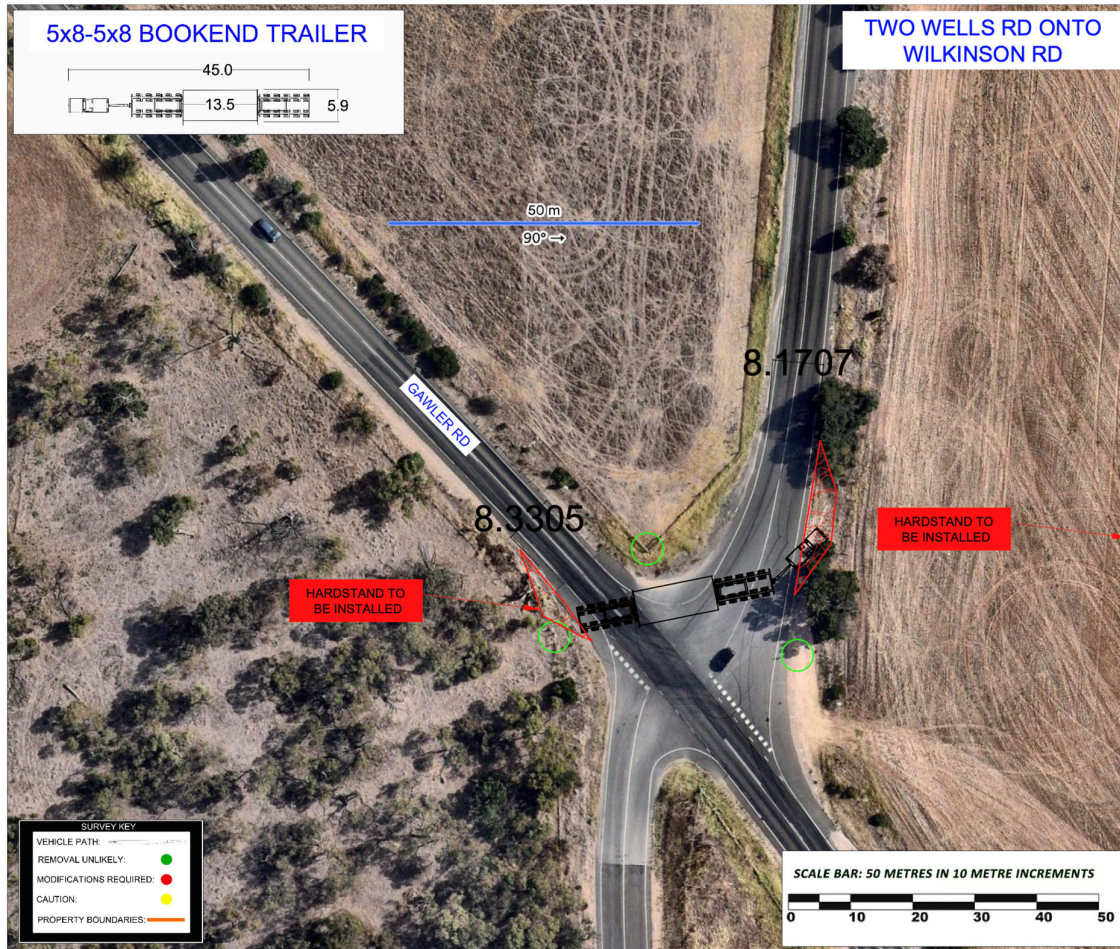 5x8-5x8 BOOKEND TRAILER
45.0
13.5
5.9
TWO WELLS RD ONTO
WILKINSON RD
50 m
90° →
8.1707
GAWLER RD
8.3305
HARDSTAND TO
BE INSTALLED
HARDSTAND TO
BE INSTALLED
SURVEY KEY
VEHICLE PATH:
REMOVAL UNLIKELY:
MODIFICATIONS REQUIRED:
CAUTION:
PROPERTY BOUNDARIES:
SCALE BAR: 50 METRES IN 10 METRE INCREMENTS
0 10 20 30 40 50